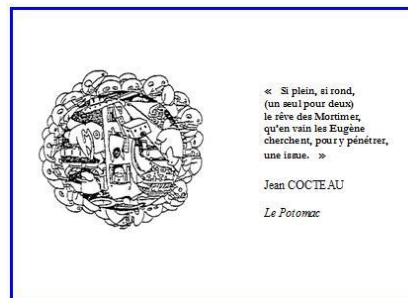 « Si plein, si rond,
(un seul pour deux)
le rêve des Mortimer,
qu'en vain les Eugène
cherchent, pour y pénétrer,
une issue. »
Jean COCTEAU
Le Potomac